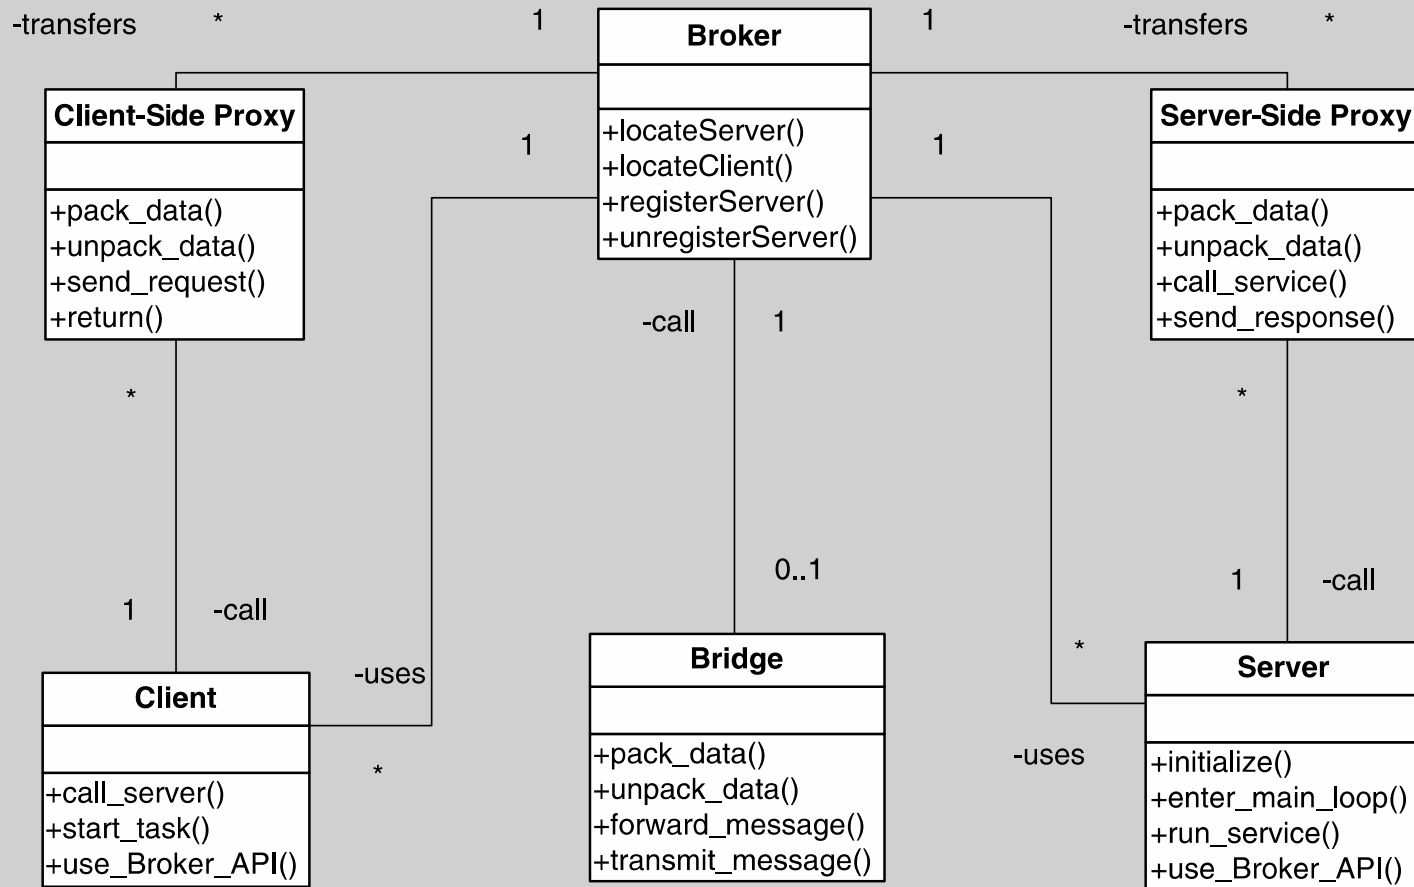 -transfers * 1 1 -transfers *
Broker
+locateServer()
+locateClient()
+registerServer()
+unregisterServer()
Client-Side Proxy
+pack_data()
+unpack_data()
+send_request()
+return()
Server-Side Proxy
+pack_data()
+unpack_data()
+call_service()
+send_response()
1 1
-call 1
* *
0..1
1 -call
1 -call
-uses
*
*
-uses
Client
+call_server()
+start_task()
+use_Broker_API()
Bridge
+pack_data()
+unpack_data()
+forward_message()
+transmit_message()
Server
+initialize()
+enter_main_loop()
+run_service()
+use_Broker_API()